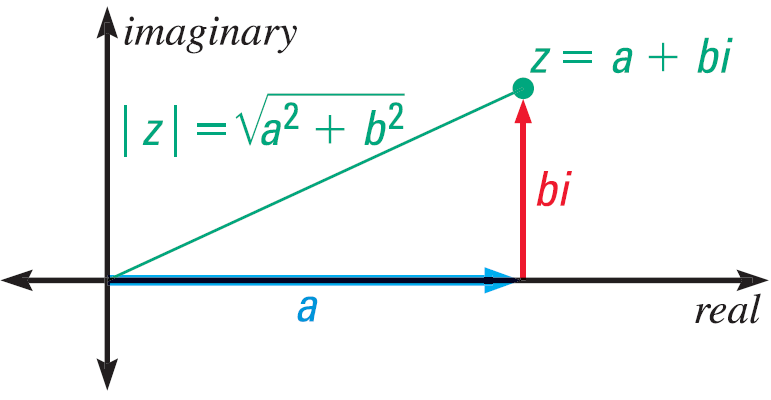 imaginary
z = a + bi
| z | = √a² + b²
bi
a
real